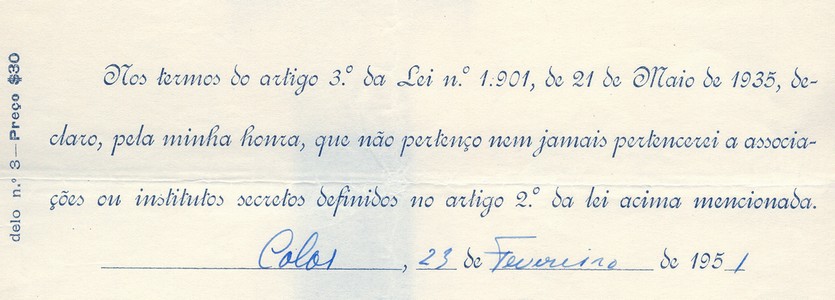 Nos termos do artigo 3.º da Lei n.º 1.901, de 21 de Maio de 1935, de-
claro, pela minha honra, que não pertenço nem jamais pertencerei a associa-
ções ou institutos secretos definidos no artigo 2.º da lei acima mencionada.
Colos, 23 de Fevereiro de 1951
delo n.º 3—Preço $30